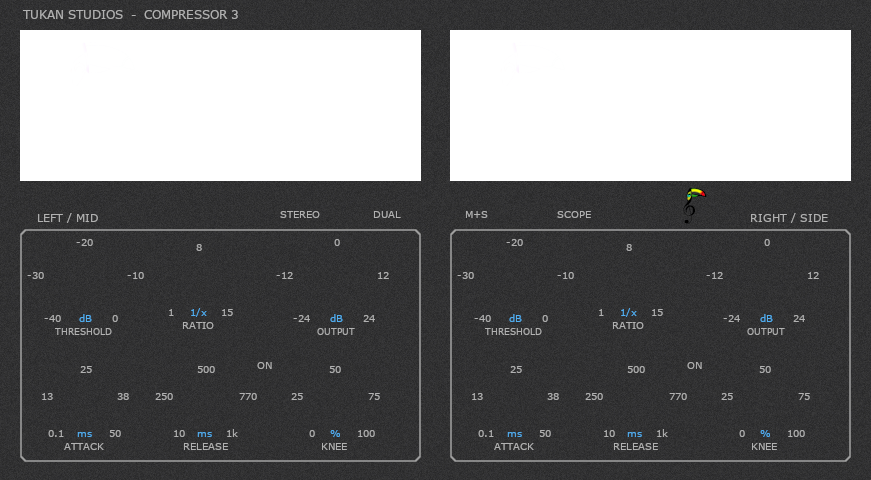 TUKAN STUDIOS - COMPRESSOR 3
LEFT / MID STEREO DUAL M+S SCOPE RIGHT / SIDE
-20 8 0 -20 8 0
-30 -10 -12 12 -30 -10 -12 12
-40 dB 0 1 1/x 15 -24 dB 24 -40 dB 0 1 1/x 15 -24 dB 24
THRESHOLD RATIO OUTPUT THRESHOLD RATIO OUTPUT
25 500 ON 50 25 500 ON 50
13 38 250 770 25 75 13 38 250 770 25 75
0.1 ms 50 10 ms 1k 0 % 100 0.1 ms 50 10 ms 1k 0 % 100
ATTACK RELEASE KNEE ATTACK RELEASE KNEE